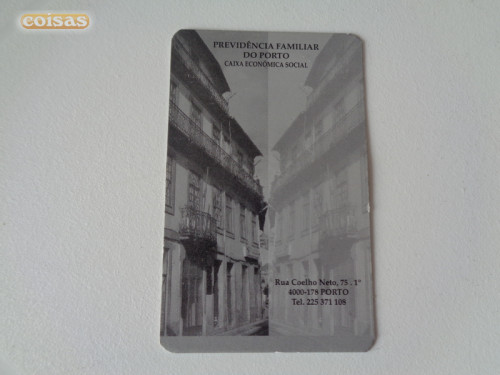 coisas
PREVIDÊNCIA FAMILIAR
DO PORTO
CAIXA ECONÓMICA SOCIAL
Rua Coelho Neto, 75 . 1º
4000-178 PORTO
Tel. 225 371 108